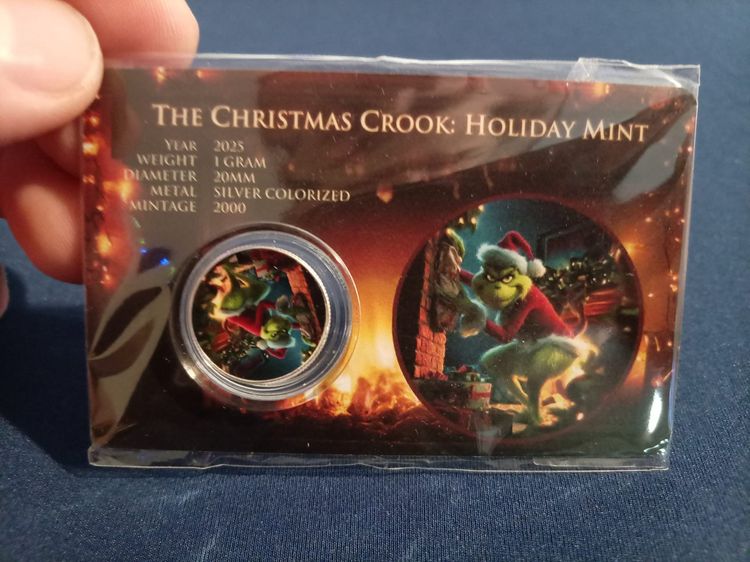 THE CHRISTMAS CROOK: HOLIDAY MINT
YEAR 2025
WEIGHT 1 GRAM
DIAMETER 20MM
METAL SILVER COLORIZED
MINTAGE 2000